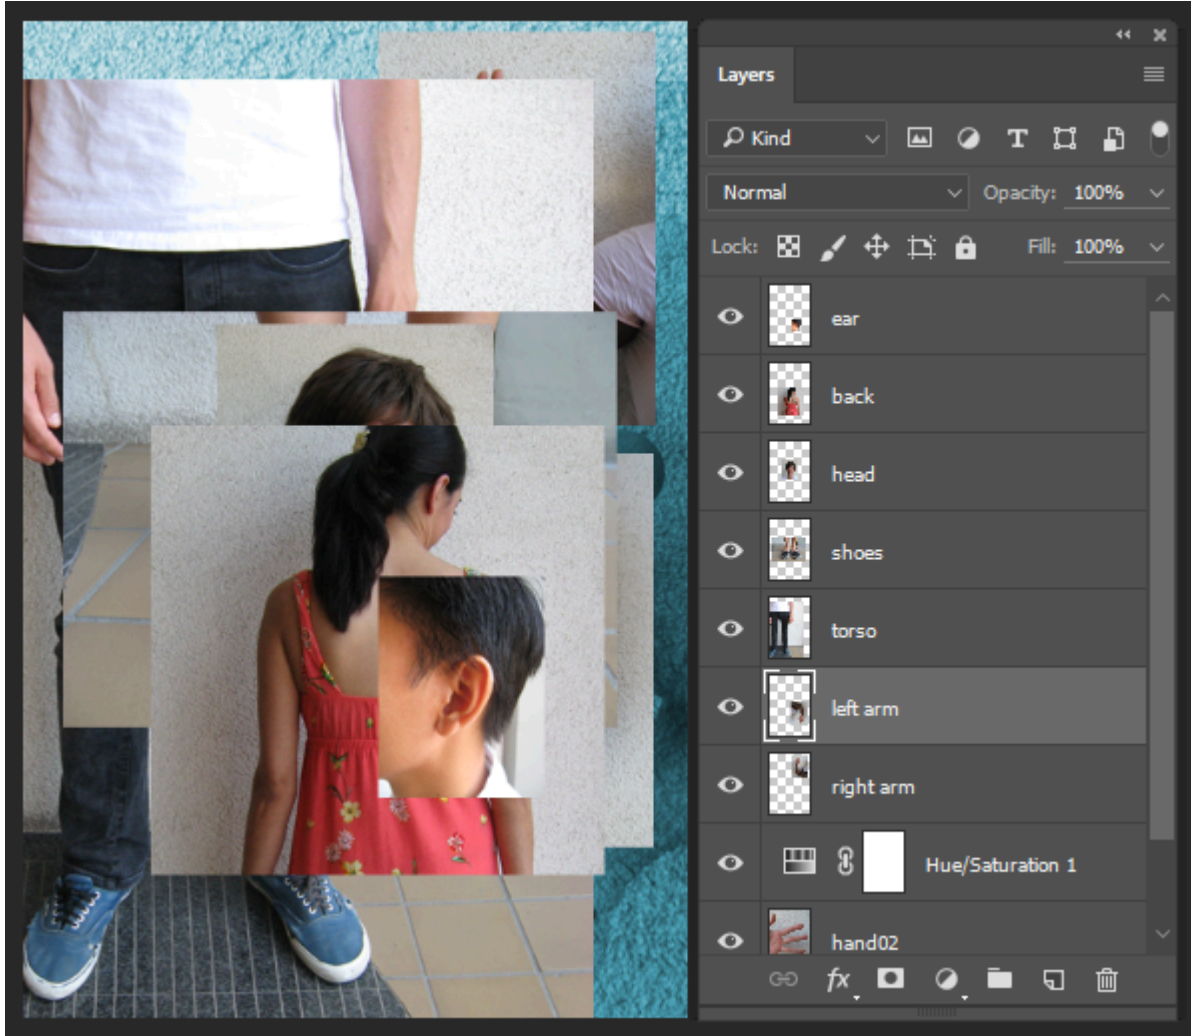 Layers
Kind
Normal Opacity: 100%
Lock: Fill: 100%
ear
back
head
shoes
torso
left arm
right arm
Hue/Saturation 1
hand02
fx